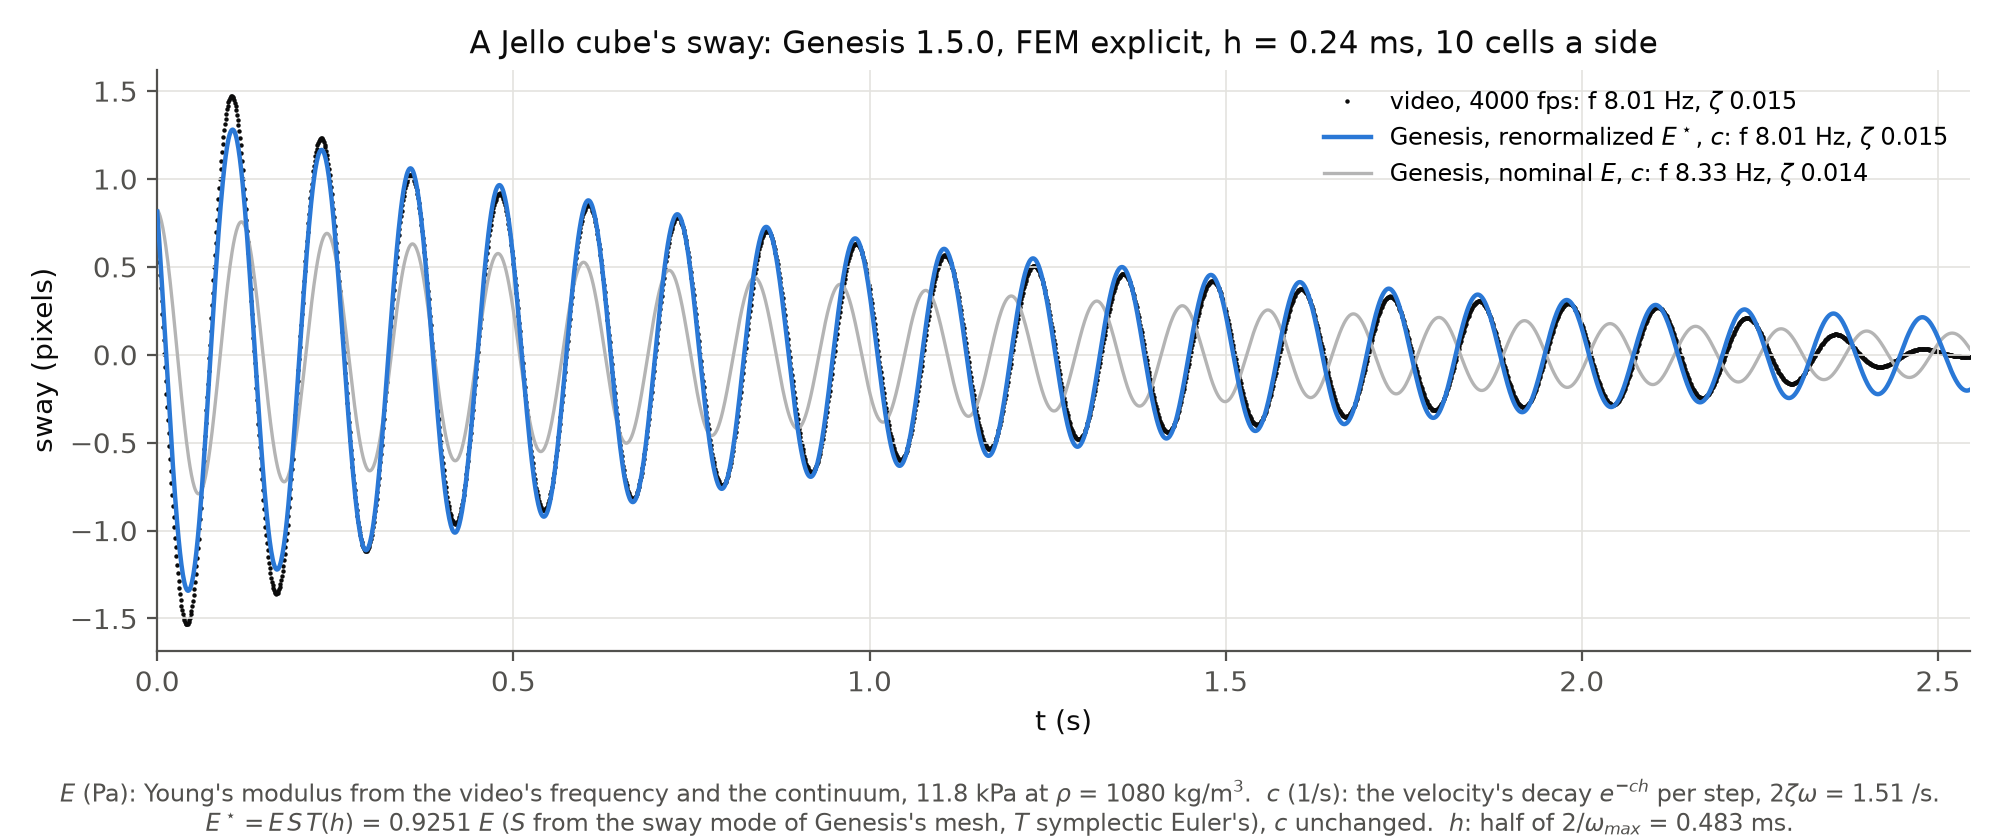 A Jello cube's sway: Genesis 1.5.0, FEM explicit, h = 0.24 ms, 10 cells a side
video, 4000 fps: f 8.01 Hz, ζ 0.015
Genesis, renormalized E⋆, c: f 8.01 Hz, ζ 0.015
Genesis, nominal E, c: f 8.33 Hz, ζ 0.014
sway (pixels)
1.5
1.0
0.5
0.0
−0.5
−1.0
−1.5
0.0 0.5 1.0 1.5 2.0 2.5
t (s)
E (Pa): Young's modulus from the video's frequency and the continuum, 11.8 kPa at ρ = 1080 kg/m³. c (1/s): the velocity's decay e^{−ch} per step, 2ζω = 1.51 /s.
E⋆ = E S T(h) = 0.9251 E (S from the sway mode of Genesis's mesh, T symplectic Euler's), c unchanged. h: half of 2/ω_{max} = 0.483 ms.